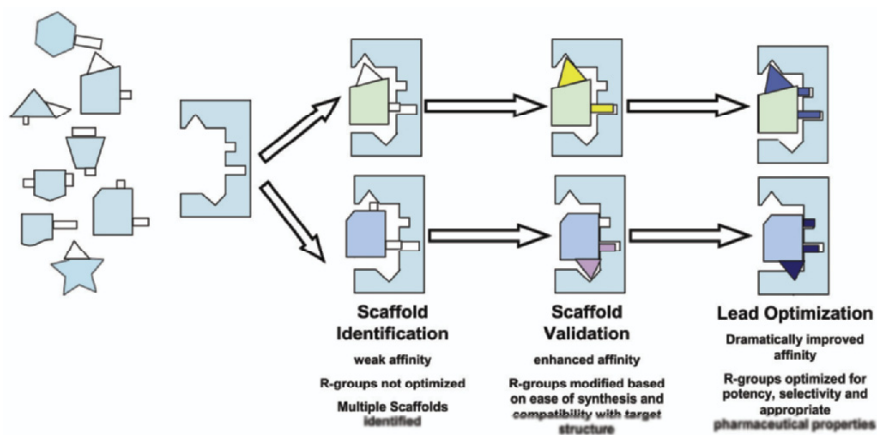 Scaffold
Identification
weak affinity
R-groups not optimized
Multiple Scaffolds
identified
Scaffold
Validation
enhanced affinity
R-groups modified based
on ease of synthesis and
compatibility with target
structure
Lead Optimization
Dramatically improved
affinity
R-groups optimized for
potency, selectivity and
appropriate
pharmaceutical properties